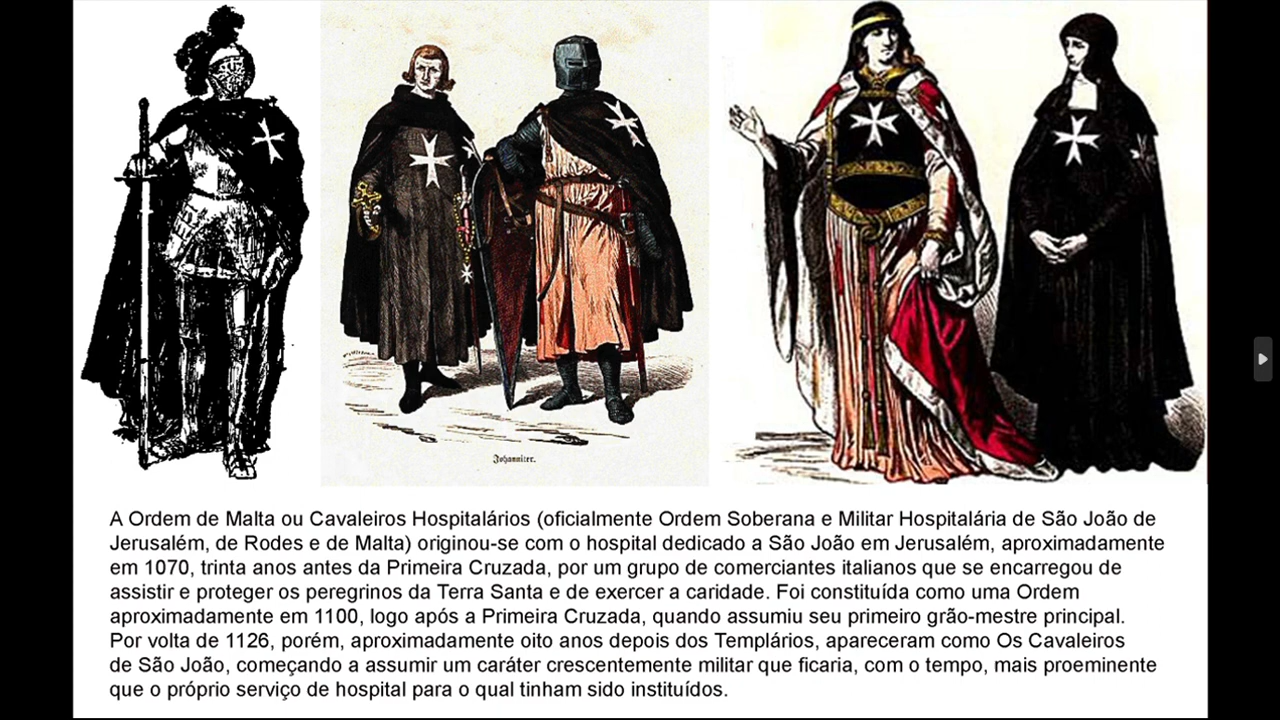 Johanniter.
A Ordem de Malta ou Cavaleiros Hospitalários (oficialmente Ordem Soberana e Militar Hospitalária de São João de
Jerusalém, de Rodes e de Malta) originou-se com o hospital dedicado a São João em Jerusalém, aproximadamente
em 1070, trinta anos antes da Primeira Cruzada, por um grupo de comerciantes italianos que se encarregou de
assistir e proteger os peregrinos da Terra Santa e de exercer a caridade. Foi constituída como uma Ordem
aproximadamente em 1100, logo após a Primeira Cruzada, quando assumiu seu primeiro grão-mestre principal.
Por volta de 1126, porém, aproximadamente oito anos depois dos Templários, apareceram como Os Cavaleiros
de São João, começando a assumir um caráter crescentemente militar que ficaria, com o tempo, mais proeminente
que o próprio serviço de hospital para o qual tinham sido instituídos.